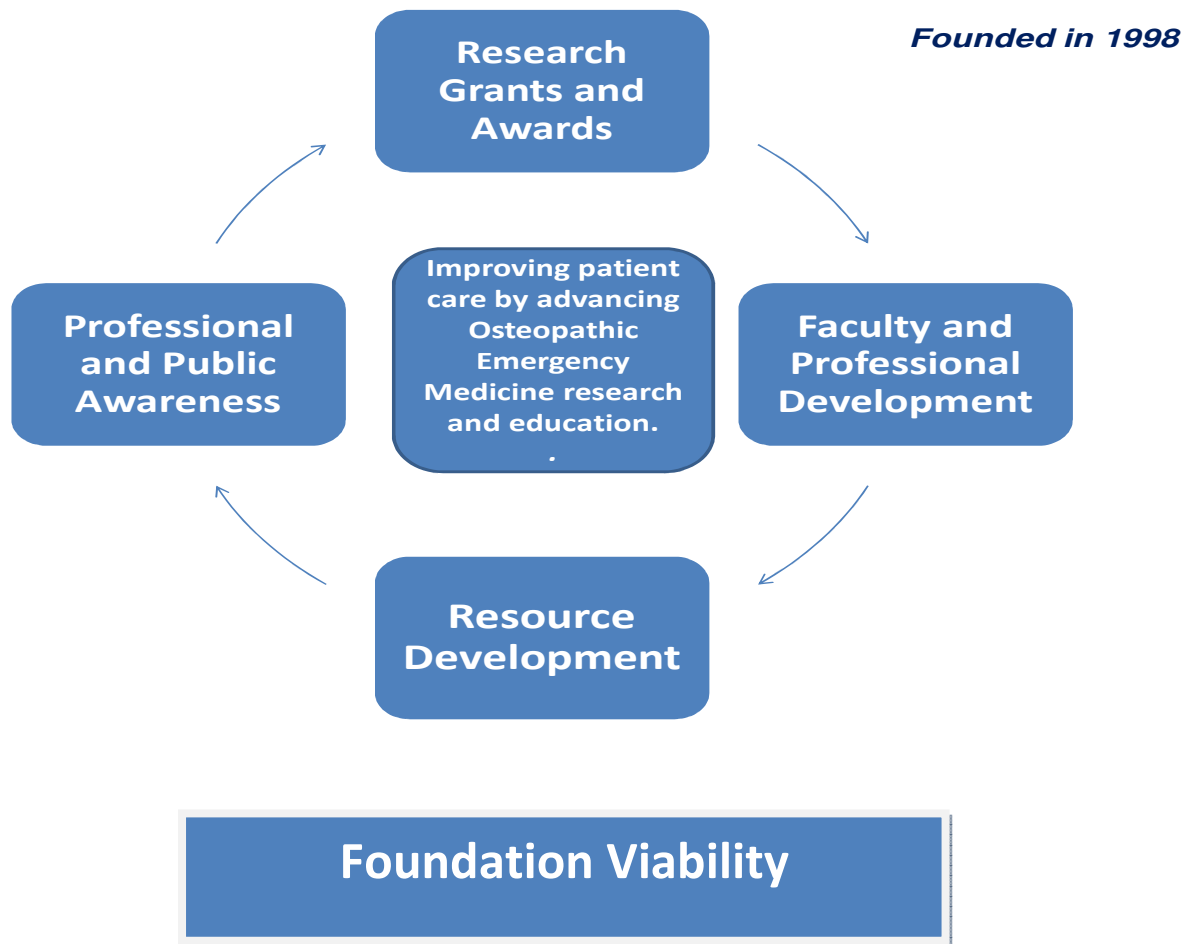 Founded in 1998
Research
Grants and
Awards
Professional
and Public
Awareness
Improving patient
care by advancing
Osteopathic
Emergency
Medicine research
and education.
.
Faculty and
Professional
Development
Resource
Development
Foundation Viability